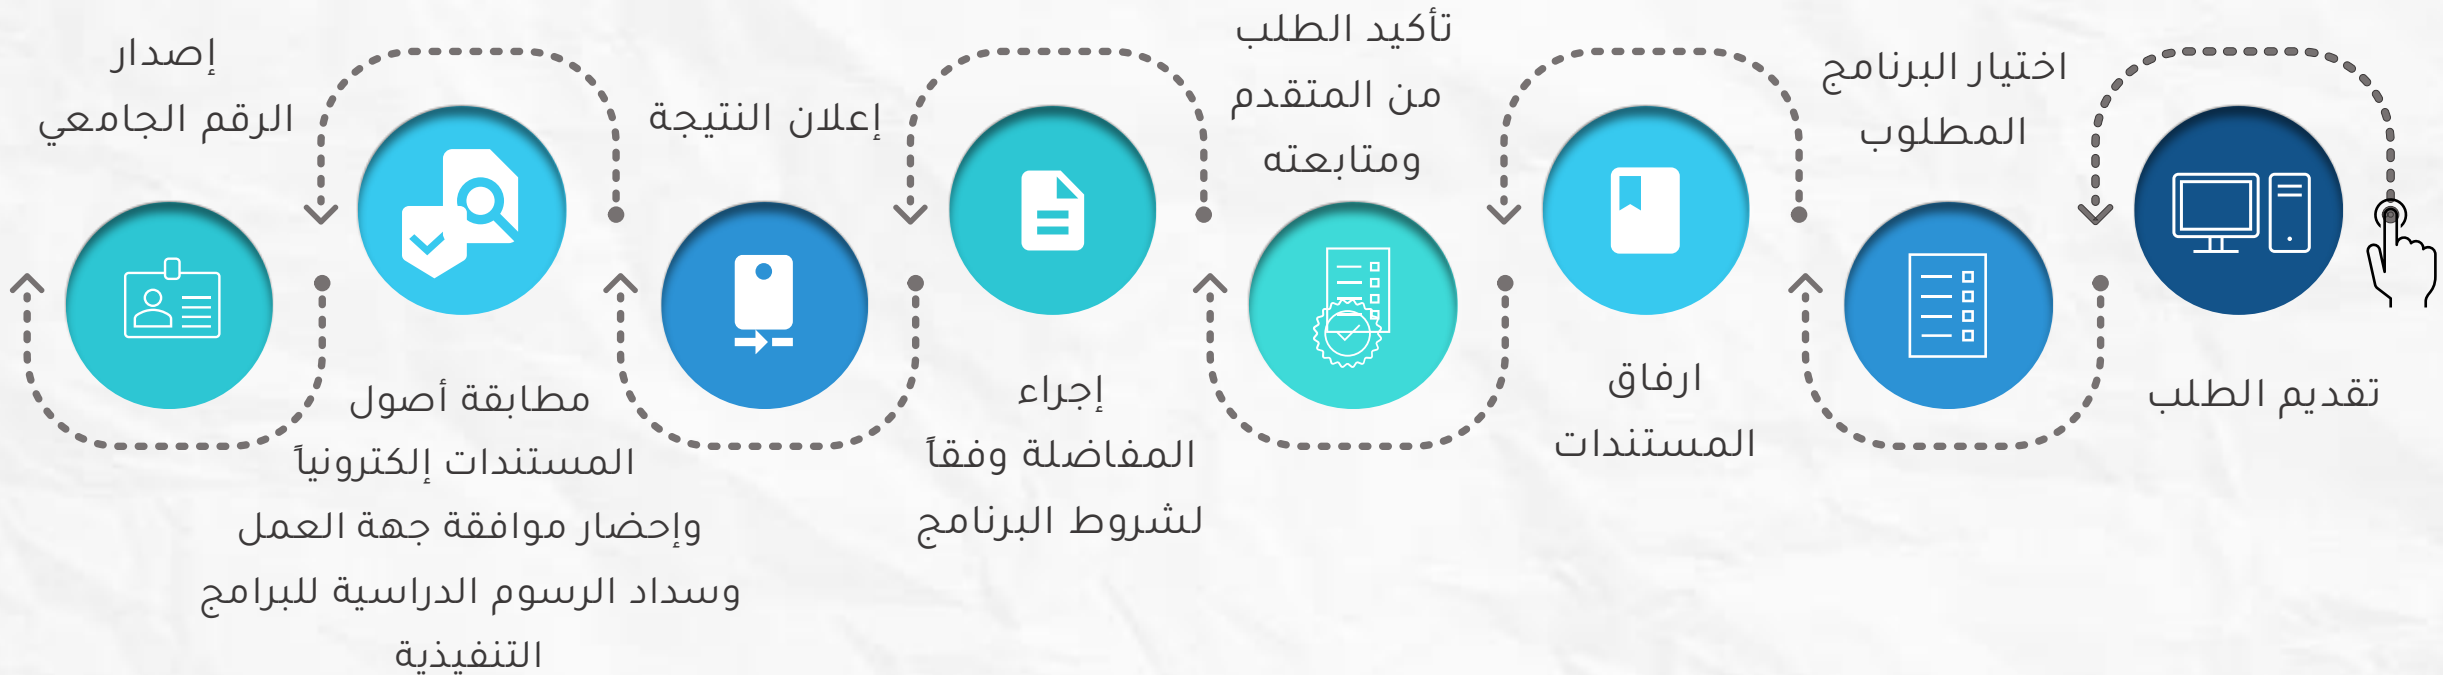 تقديم الطلب
اختيار البرنامج
المطلوب
ارفاق
المستندات
تأكيد الطلب
من المتقدم
ومتابعته
إجراء
المفاضلة وفقاً
لشروط البرنامج
إعلان النتيجة
مطابقة أصول
المستندات إلكترونياً
وإحضار موافقة جهة العمل
وسداد الرسوم الدراسية للبرامج
التنفيذية
إصدار
الرقم الجامعي